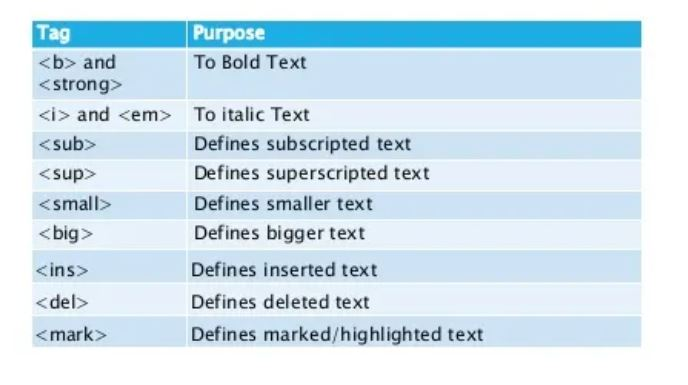 Tag Purpose
<b> and To Bold Text
<strong>
<i> and <em> To italic Text
<sub> Defines subscripted text
<sup> Defines superscripted text
<small> Defines smaller text
<big> Defines bigger text
<ins> Defines inserted text
<del> Defines deleted text
<mark> Defines marked/highlighted text